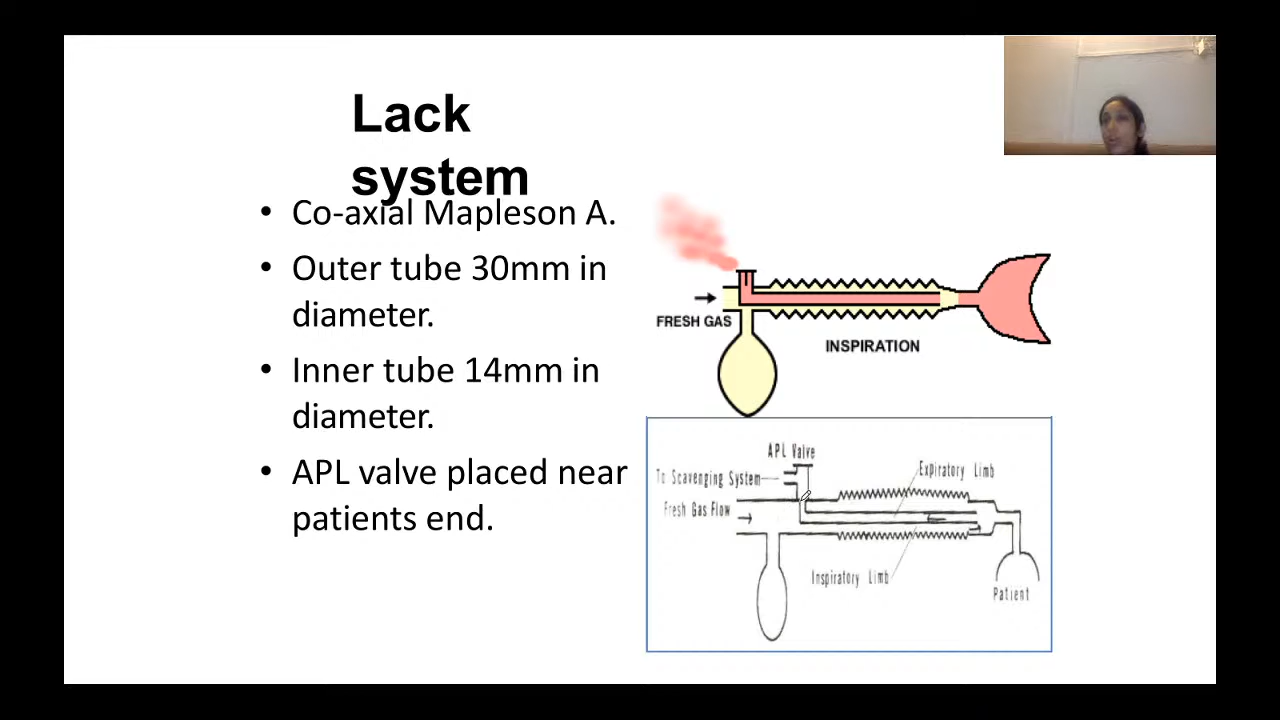 Lack
system
• Co-axial Mapleson A.
• Outer tube 30mm in
diameter.
• Inner tube 14mm in
diameter.
• APL valve placed near
patients end.
FRESH GAS
INSPIRATION
APL Valve
To Scavenging System
Expiratory Limb
Fresh Gas Flow
Inspiratory Limb
Patient